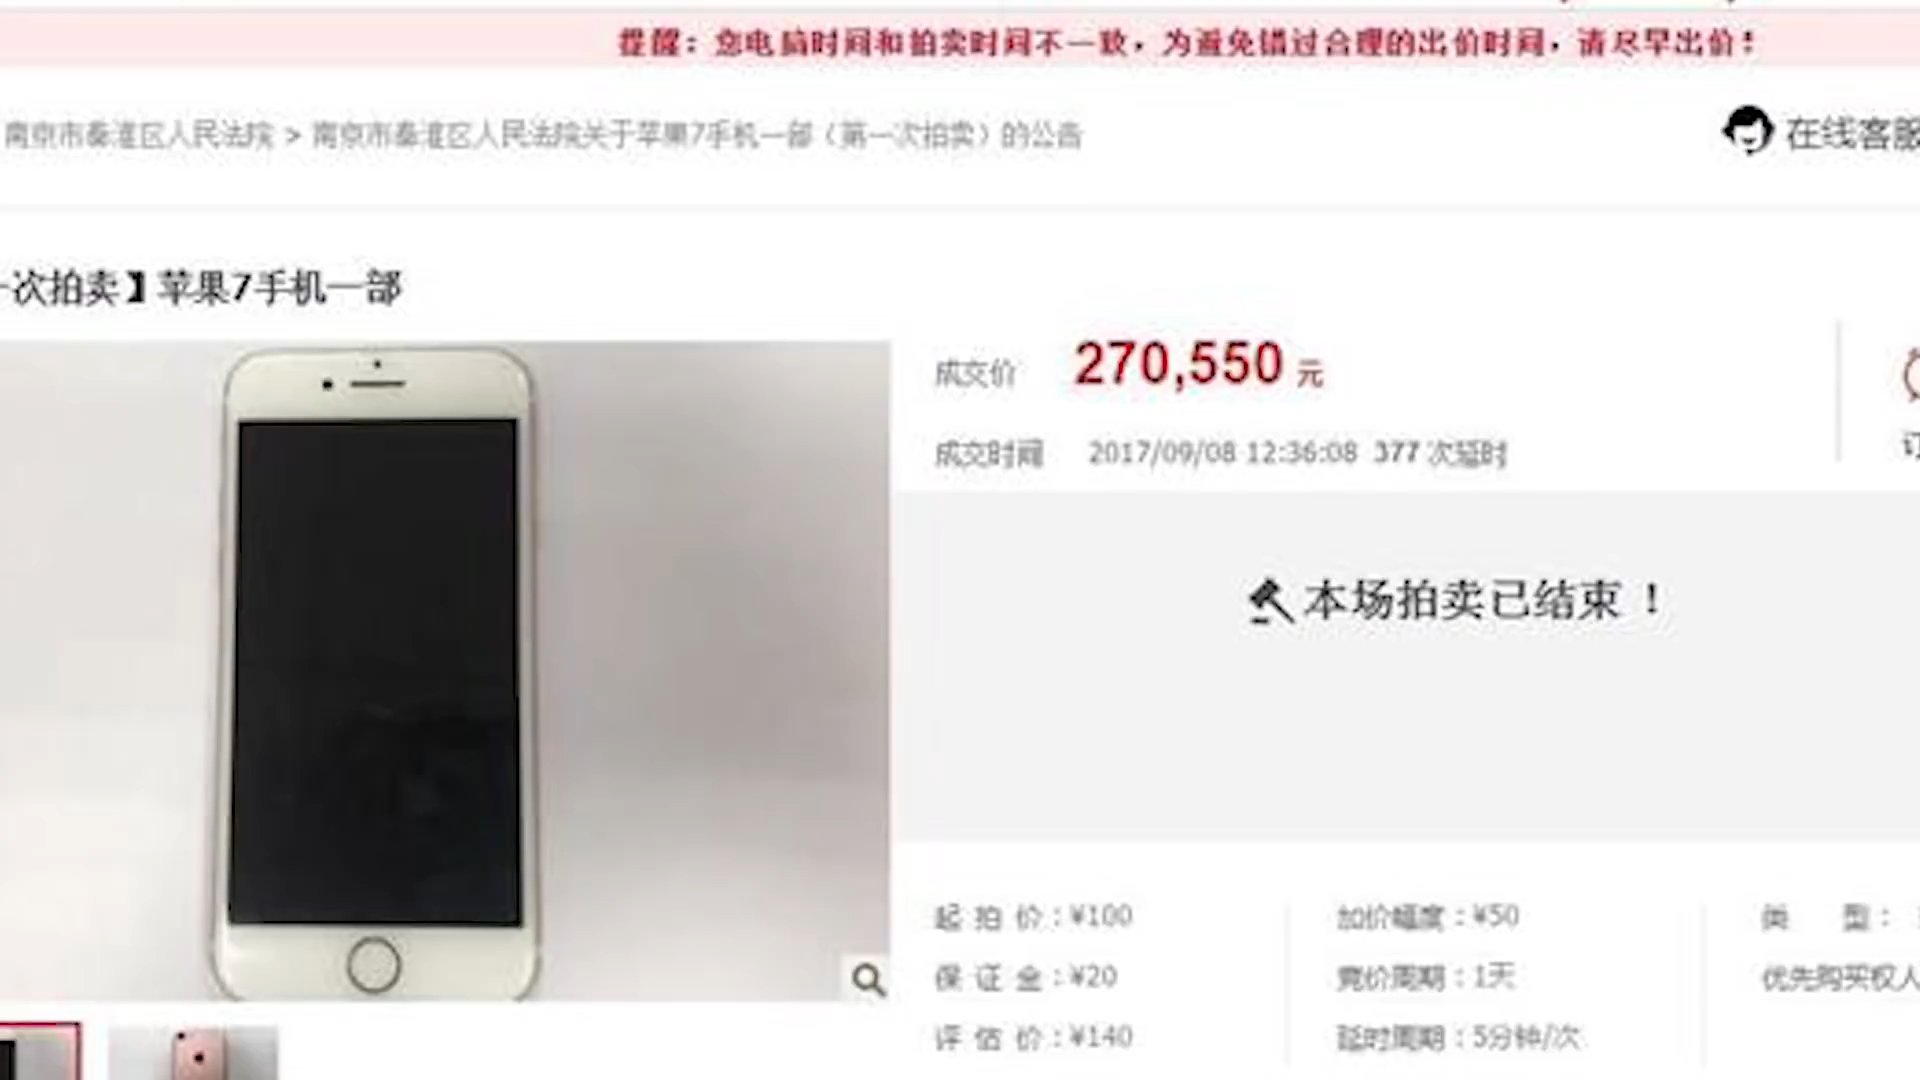 提醒：您电脑时间和拍卖时间不一致，为避免错过合理的出价时间，请尽早出价！
南京市秦淮区人民法院 > 南京市秦淮区人民法院关于苹果7手机一部（第一次拍卖）的公告
在线客服
一次拍卖】苹果7手机一部
成交价 270,550 元
成交时间 2017/09/08 12:36:08 377 次延时
订
本场拍卖已结束！
起拍价：¥100 加价幅度：¥50 类型：
保证金：¥20 竞价周期：1天 优先购买权人
评估价：¥140 延时周期：5分钟/次